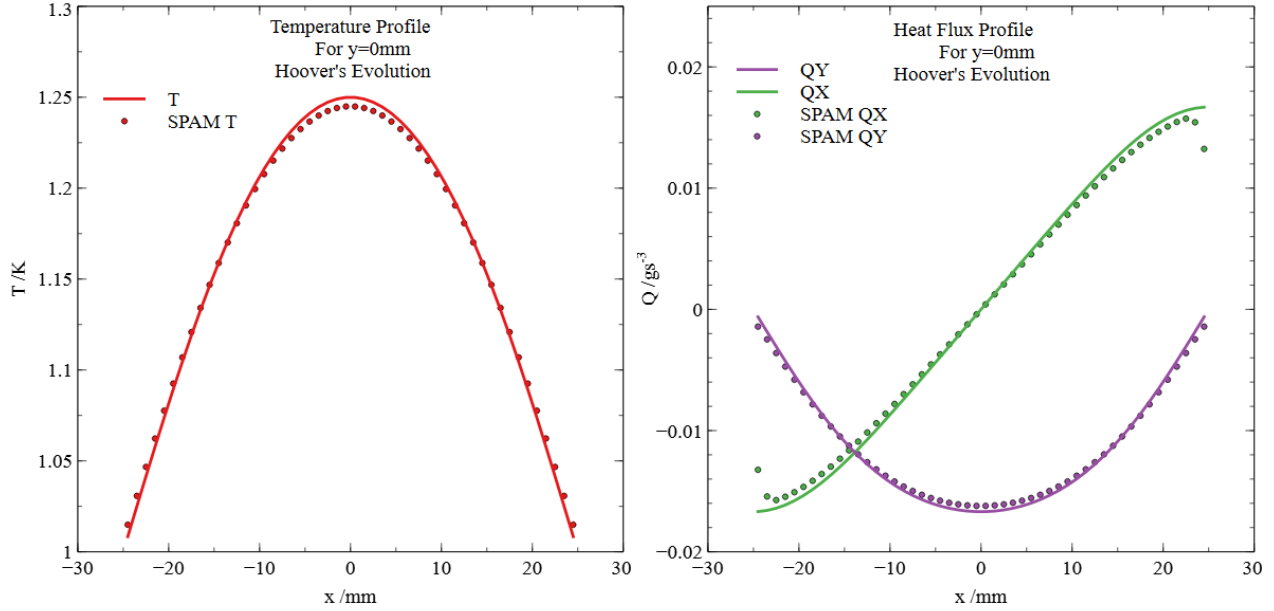 Temperature Profile
For y=0mm
Hoover's Evolution
T
SPAM T
1.3
1.25
1.2
1.15
1.1
1.05
1
T /K
−30
−20
−10
0
10
20
30
x /mm
Heat Flux Profile
For y=0mm
Hoover's Evolution
QY
QX
SPAM QX
SPAM QY
0.02
0.01
0
−0.01
−0.02
Q /gs⁻³
−30
−20
−10
0
10
20
30
x /mm